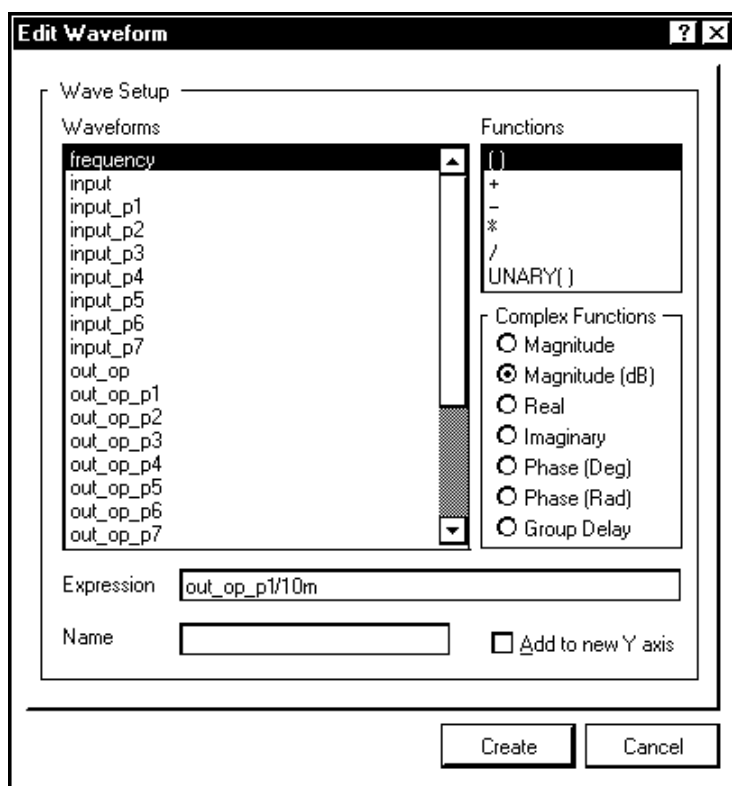 Edit Waveform
Wave Setup
Waveforms
frequency
input
input_p1
input_p2
input_p3
input_p4
input_p5
input_p6
input_p7
out_op
out_op_p1
out_op_p2
out_op_p3
out_op_p4
out_op_p5
out_op_p6
out_op_p7
Functions
( )
+
-
*
/
UNARY( )
Complex Functions
Magnitude
Magnitude (dB)
Real
Imaginary
Phase (Deg)
Phase (Rad)
Group Delay
Expression out_op_p1/10m
Name
Add to new Y axis
Create Cancel